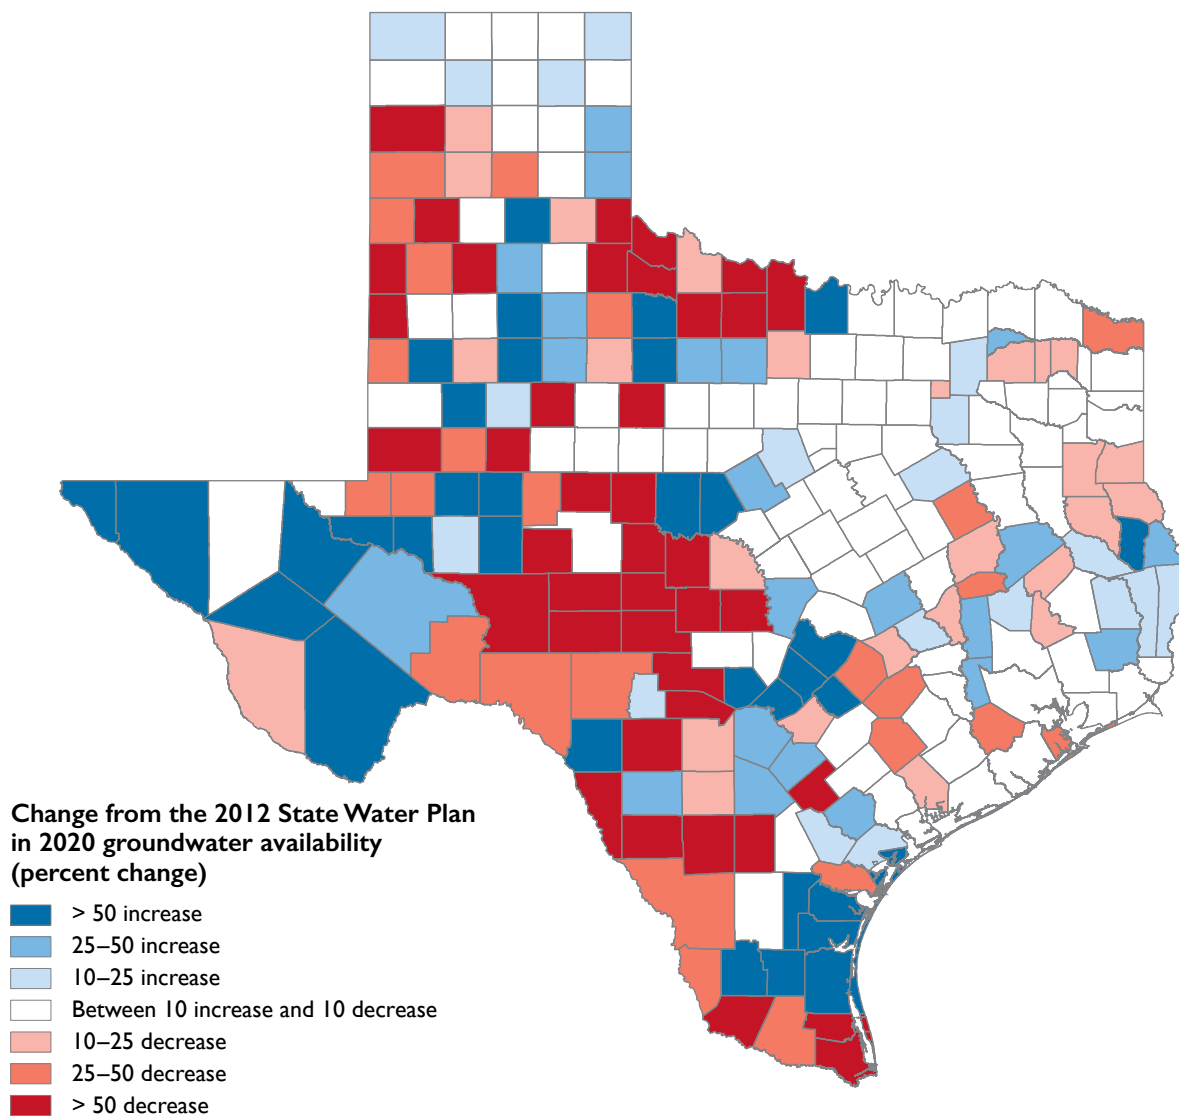 Change from the 2012 State Water Plan
in 2020 groundwater availability
(percent change)
> 50 increase
25–50 increase
10–25 increase
Between 10 increase and 10 decrease
10–25 decrease
25–50 decrease
> 50 decrease